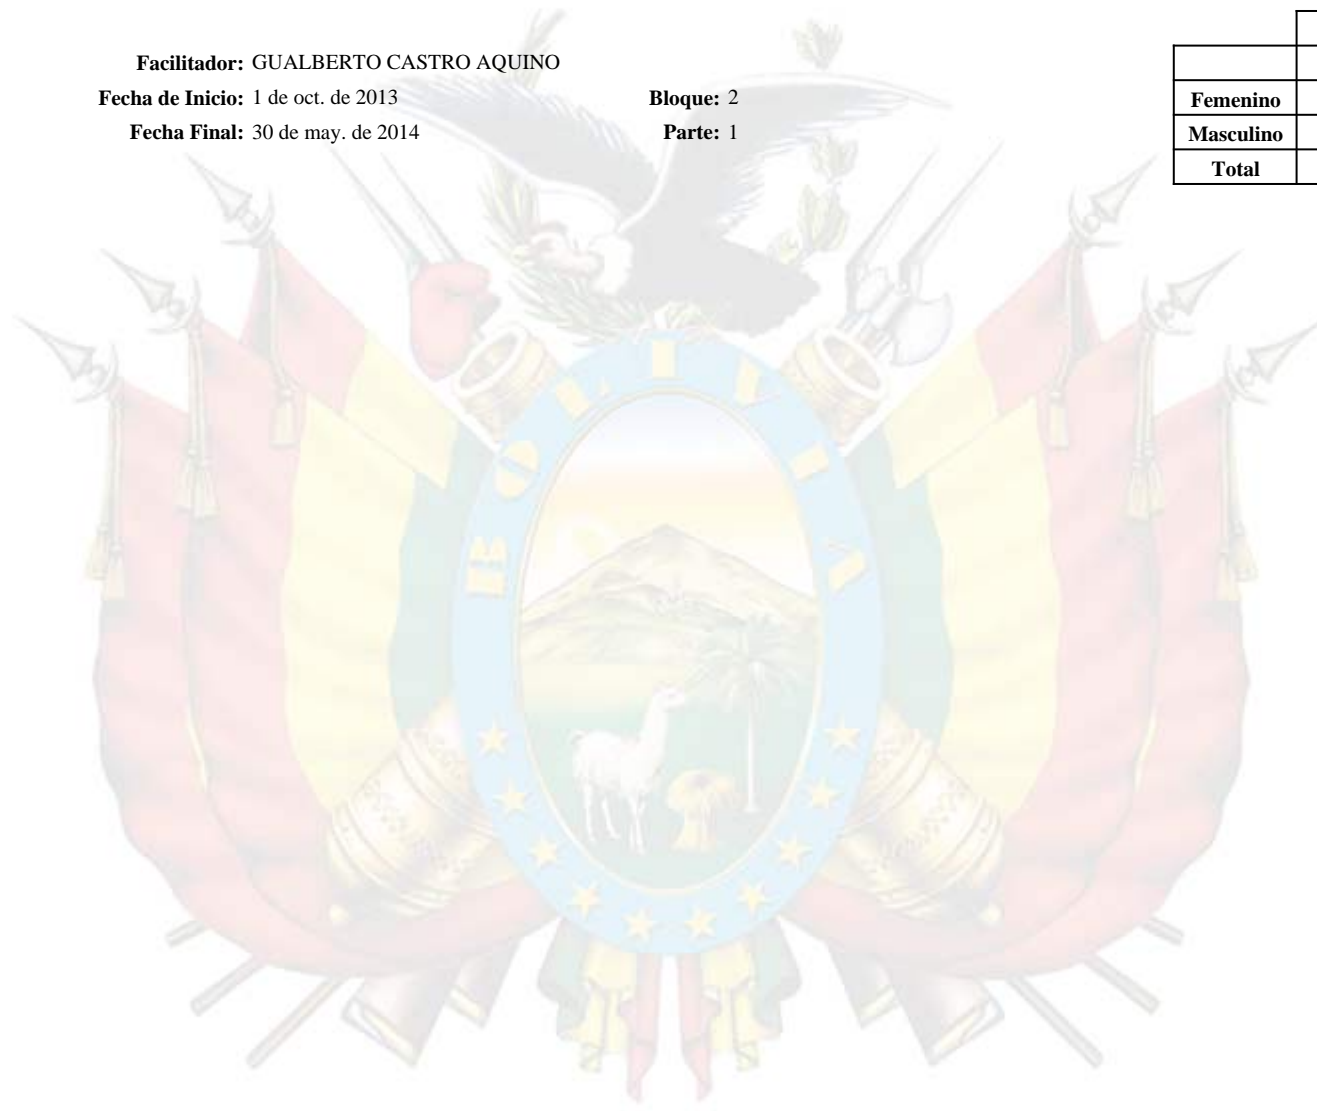 Facilitador: GUALBERTO CASTRO AQUINO
Fecha de Inicio: 1 de oct. de 2013 Bloque: 2
Fecha Final: 30 de may. de 2014 Parte: 1
Femenino
Masculino
Total
BOLIVIA